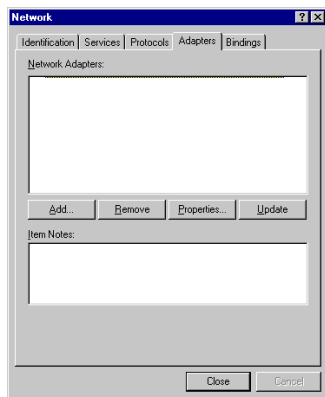 Network
Identification Services Protocols Adapters Bindings
Network Adapters:
Add... Remove Properties... Update
Item Notes:
Close Cancel